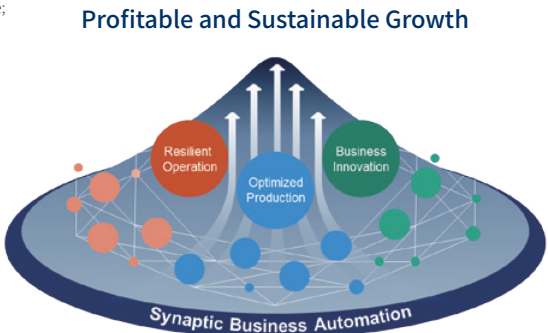 e;
Profitable and Sustainable Growth
Resilient
Operation
Business
Innovation
Optimized
Production
Synaptic Business Automation